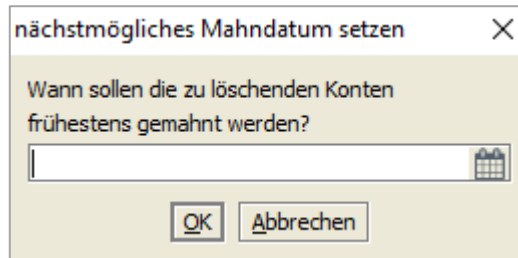 nächstmögliches Mahndatum setzen
Wann sollen die zu löschenden Konten
frühestens gemahnt werden?
OK Abbrechen